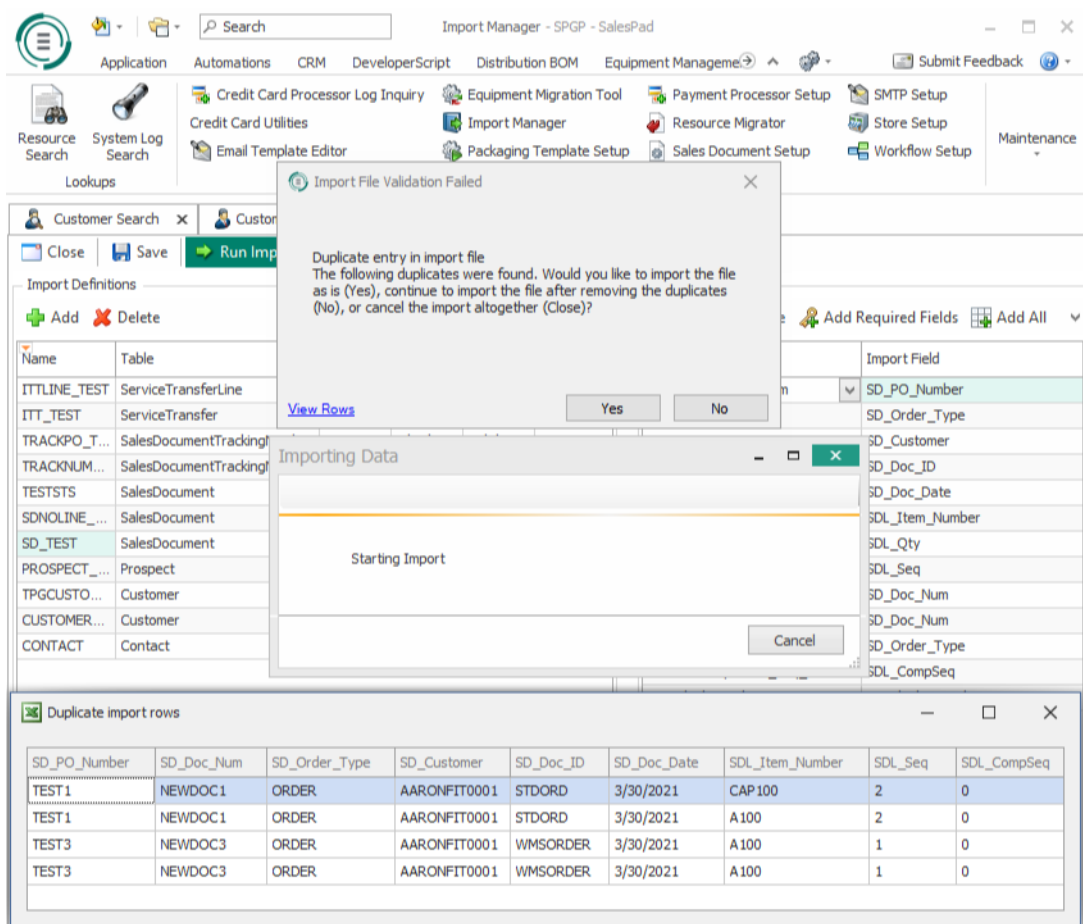 Search
Import Manager - SPGP - SalesPad
Application Automations CRM DeveloperScript Distribution BOM Equipment Manageme Submit Feedback
Resource Search
System Log Search
Lookups
Credit Card Processor Log Inquiry
Credit Card Utilities
Email Template Editor
Equipment Migration Tool
Import Manager
Packaging Template Setup
Payment Processor Setup
Resource Migrator
Sales Document Setup
SMTP Setup
Store Setup
Workflow Setup
Maintenance
Customer Search x Custor
Close Save Run Imp
Import Definitions
Add Delete
Name Table
ITTLINE_TEST ServiceTransferLine
ITT_TEST ServiceTransfer
TRACKPO_T... SalesDocumentTracking
TRACKNUM... SalesDocumentTracking
TESTSTS SalesDocument
SDNOLINE_... SalesDocument
SD_TEST SalesDocument
PROSPECT_... Prospect
TPGCUSTO... Customer
CUSTOMER... Customer
CONTACT Contact
Import File Validation Failed
Duplicate entry in import file
The following duplicates were found. Would you like to import the file
as is (Yes), continue to import the file after removing the duplicates
(No), or cancel the import altogether (Close)?
View Rows Yes No
Importing Data
Starting Import
Cancel
Add Required Fields Add All
Import Field
SD_PO_Number
SD_Order_Type
SD_Customer
SD_Doc_ID
SD_Doc_Date
SDL_Item_Number
SDL_Qty
SDL_Seq
SD_Doc_Num
SD_Doc_Num
SD_Order_Type
SDL_CompSeq
Duplicate import rows
SD_PO_Number SD_Doc_Num SD_Order_Type SD_Customer SD_Doc_ID SD_Doc_Date SDL_Item_Number SDL_Seq SDL_CompSeq
TEST1 NEWDOC1 ORDER AARONFIT0001 STDORD 3/30/2021 CAP100 2 0
TEST1 NEWDOC1 ORDER AARONFIT0001 STDORD 3/30/2021 A100 2 0
TEST3 NEWDOC3 ORDER AARONFIT0001 WMSORDER 3/30/2021 A100 1 0
TEST3 NEWDOC3 ORDER AARONFIT0001 WMSORDER 3/30/2021 A100 1 0